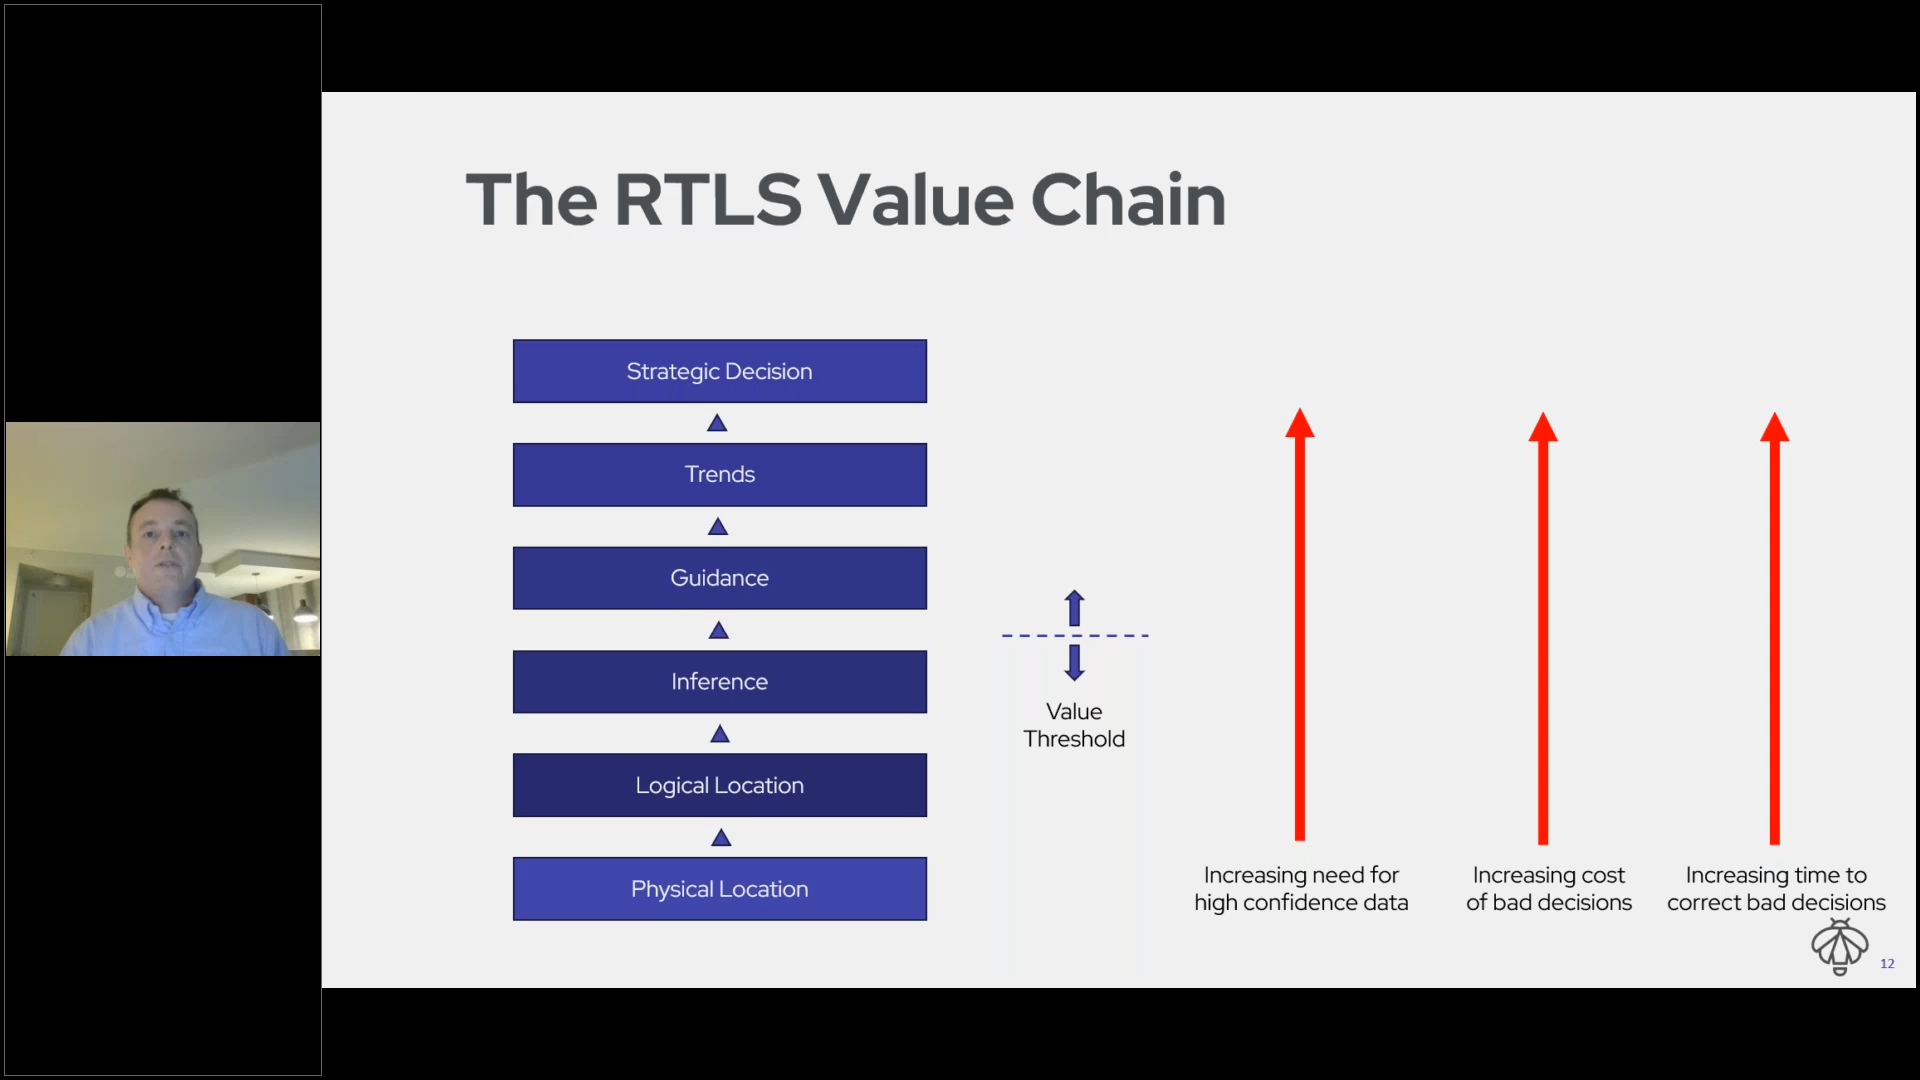 The RTLS Value Chain
Strategic Decision
Trends
Guidance
Inference
Logical Location
Physical Location
Value
Threshold
Increasing need for
high confidence data
Increasing cost
of bad decisions
Increasing time to
correct bad decisions
12